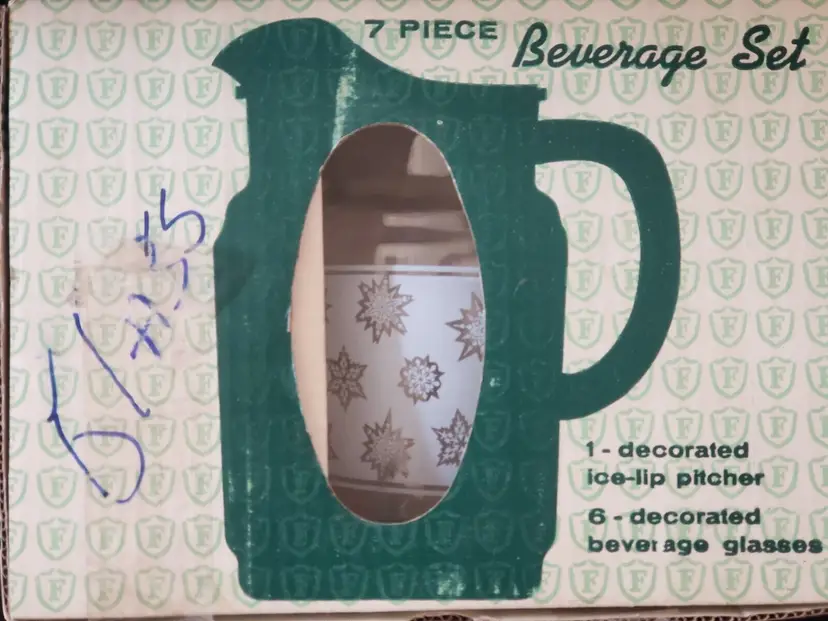 7 PIECE Beverage Set
1 - decorated
ice-lip pitcher
6 - decorated
beverage glasses